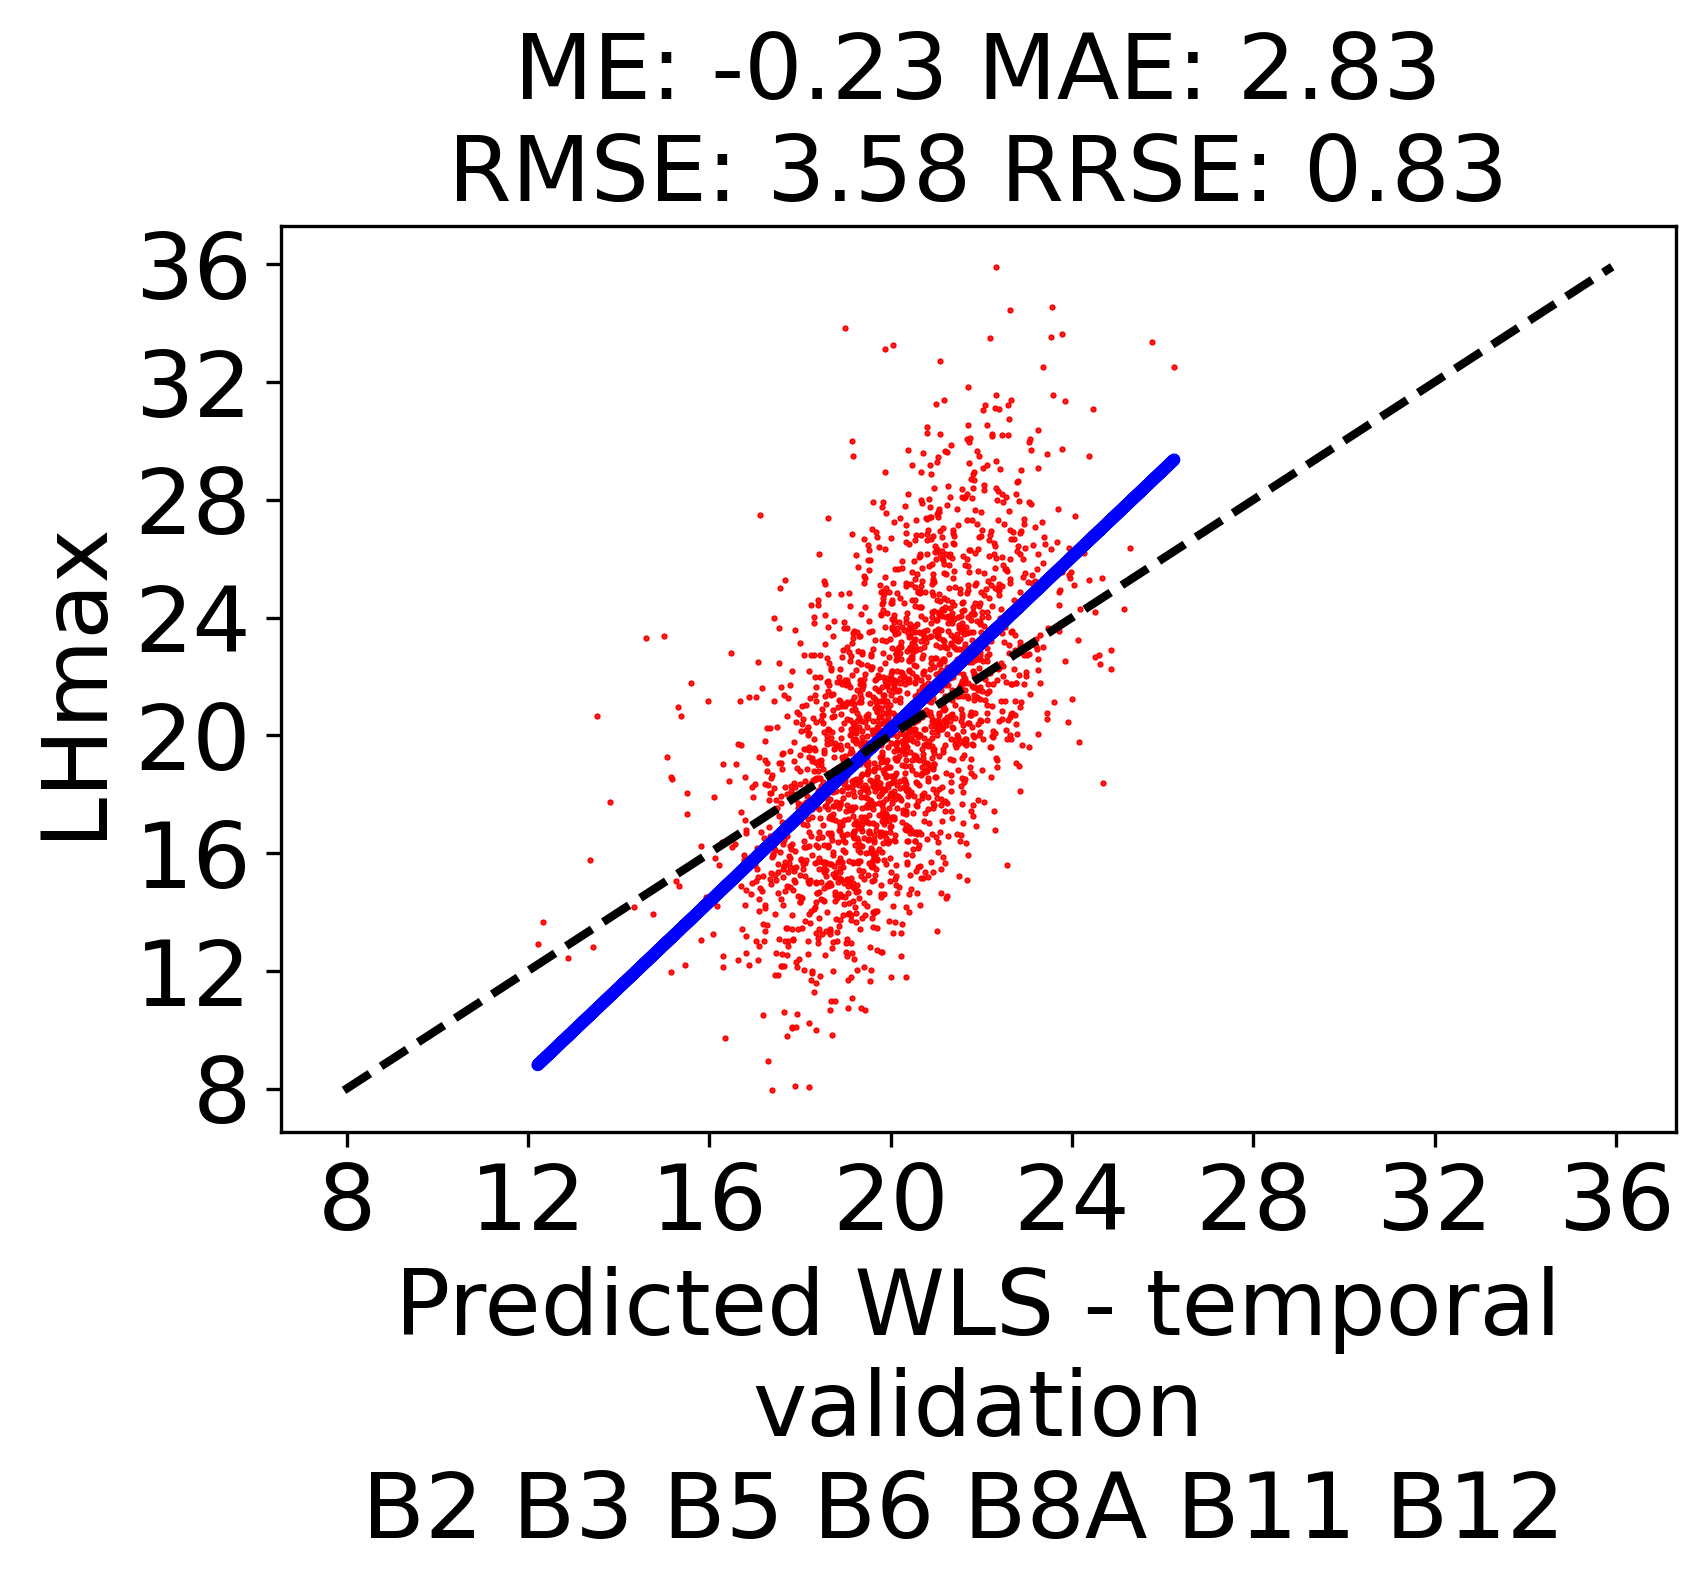 ME: -0.23 MAE: 2.83
RMSE: 3.58 RRSE: 0.83
36
32
28
24
20
16
12
8
LHmax
8 12 16 20 24 28 32 36
Predicted WLS - temporal
validation
B2 B3 B5 B6 B8A B11 B12